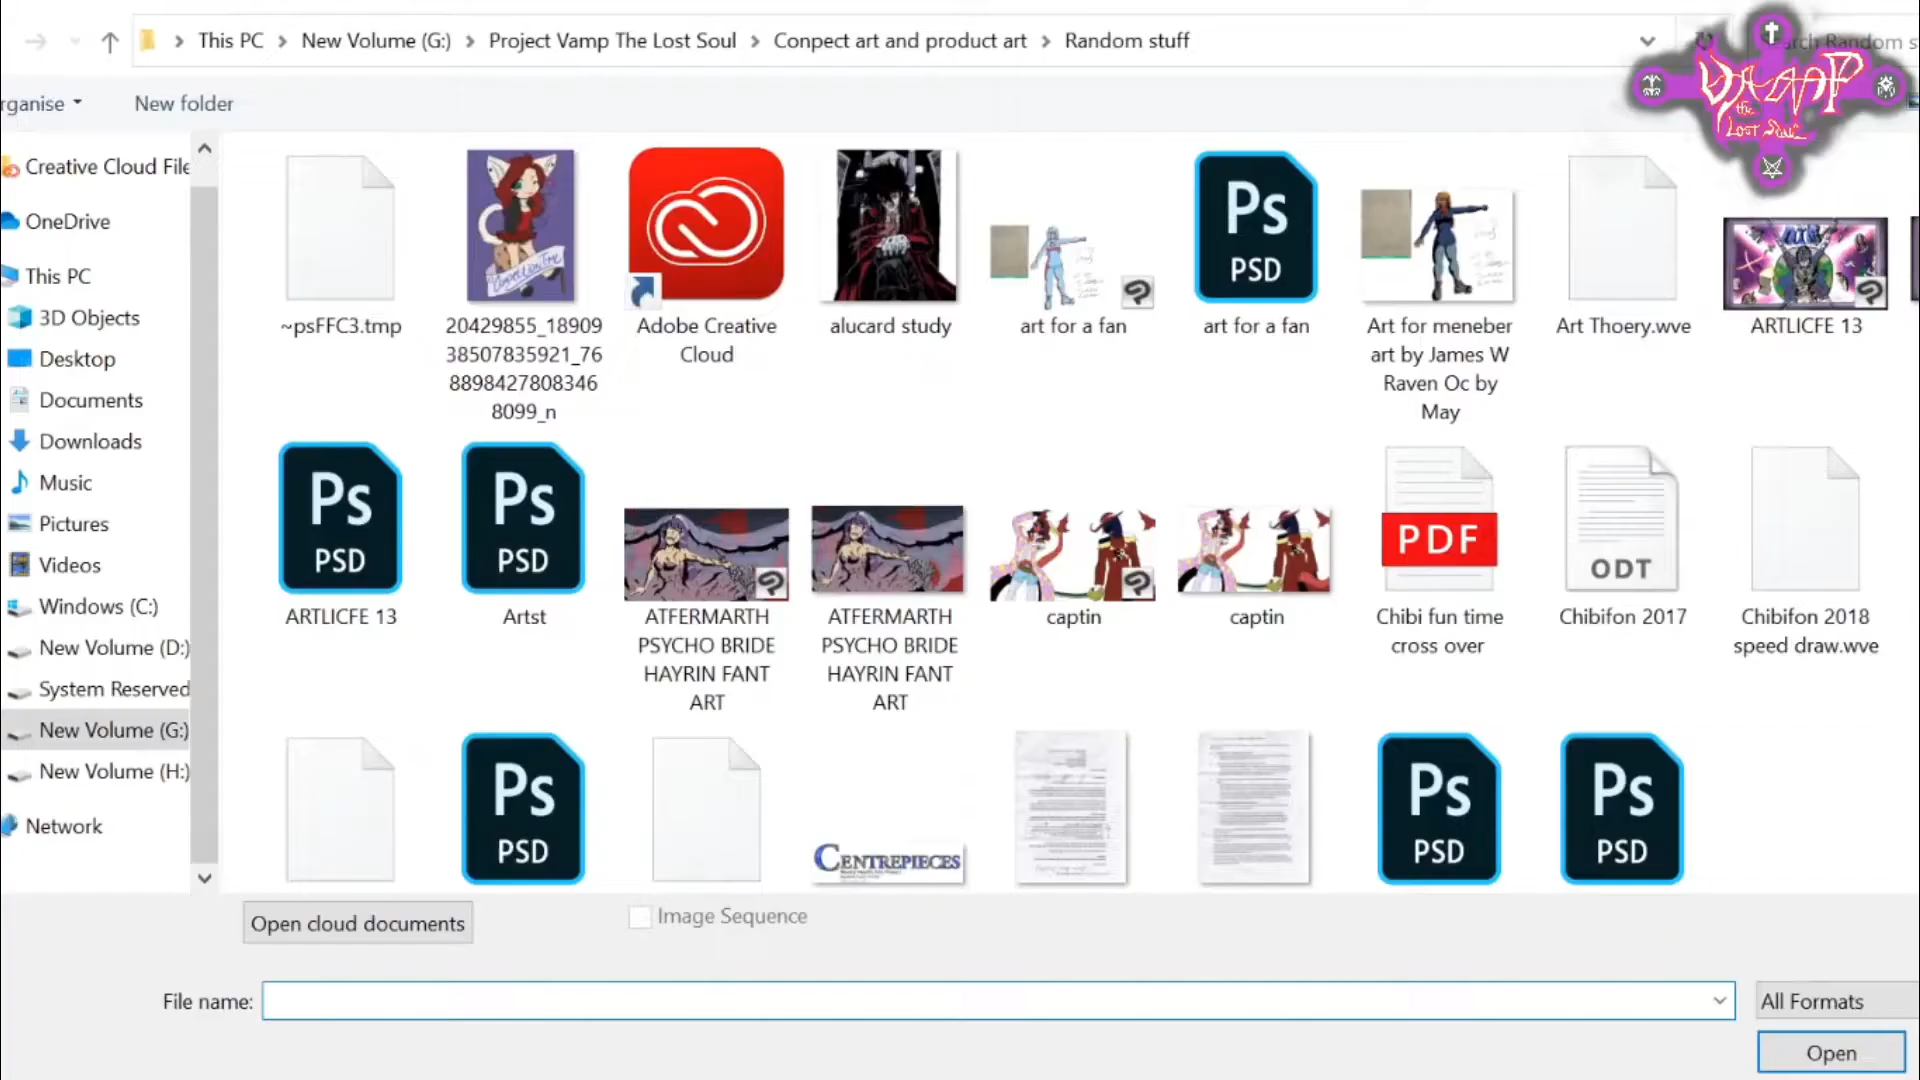 This PC > New Volume (G:) > Project Vamp The Lost Soul > Conpect art and product art > Random stuff
Search Random s
VAMP
the
Lost Soul
rganise
New folder
Creative Cloud File
OneDrive
This PC
3D Objects
Desktop
Documents
Downloads
Music
Pictures
Videos
Windows (C:)
New Volume (D:)
System Reserved
New Volume (G:)
New Volume (H:)
Network
~psFFC3.tmp
20429855_18909
38507835921_76
8898427808346
8099_n
Adobe Creative
Cloud
alucard study
art for a fan
Ps
PSD
art for a fan
Art for meneber
art by James W
Raven Oc by
May
Art Thoery.wve
ARTLICFE 13
Ps
PSD
ARTLICFE 13
Ps
PSD
Artst
ATFERMARTH
PSYCHO BRIDE
HAYRIN FANT
ART
ATFERMARTH
PSYCHO BRIDE
HAYRIN FANT
ART
captin
captin
PDF
Chibi fun time
cross over
ODT
Chibifon 2017
Chibifon 2018
speed draw.wve
Ps
PSD
CENTREPIECES
Ps
PSD
Ps
PSD
Open cloud documents
Image Sequence
File name:
All Formats
Open